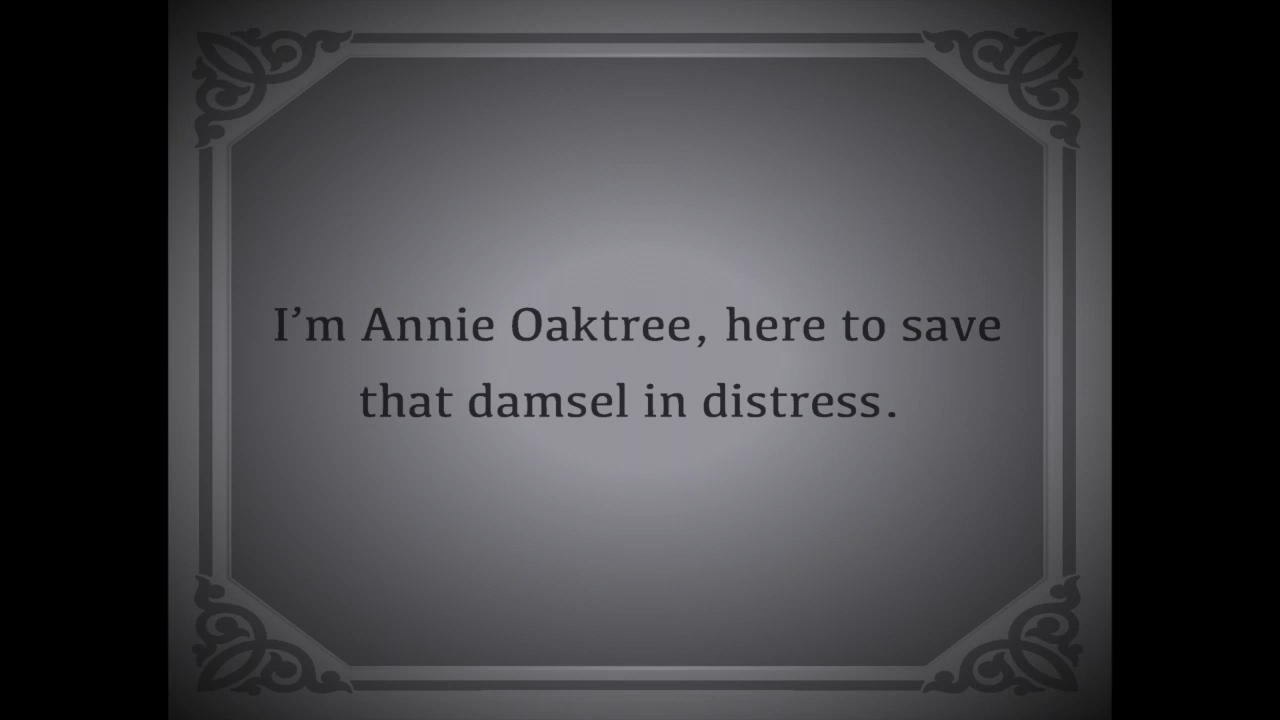 I’m Annie Oaktree, here to save
that damsel in distress.